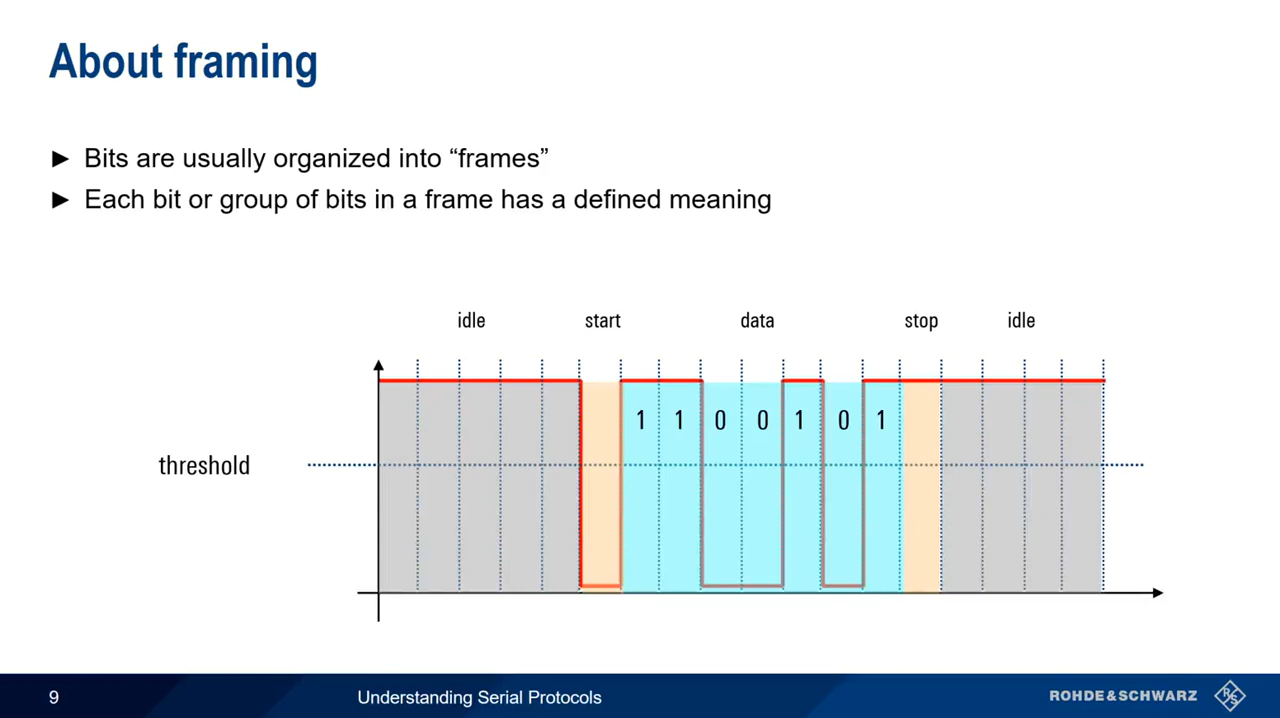 About framing
► Bits are usually organized into “frames”
► Each bit or group of bits in a frame has a defined meaning
idle start data stop idle
1 1 0 0 1 0 1
threshold
9 Understanding Serial Protocols ROHDE&SCHWARZ R&S